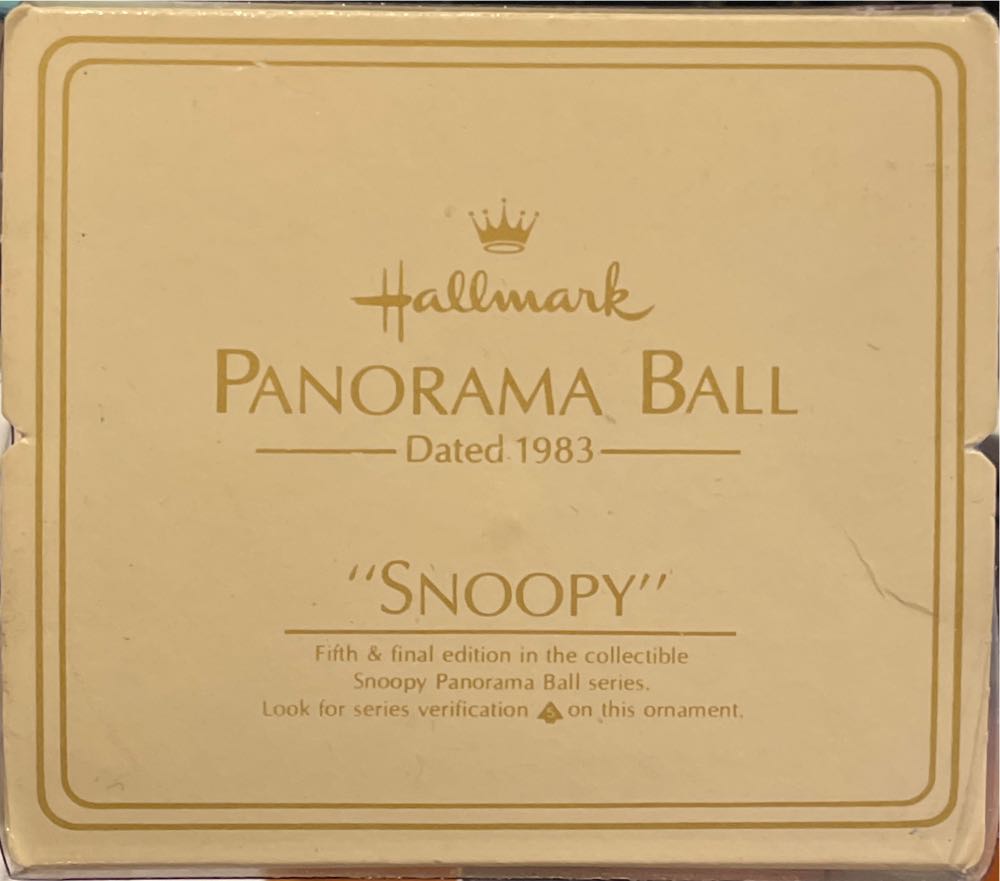 Hallmark
PANORAMA BALL
Dated 1983
"SNOOPY"
Fifth & final edition in the collectible
Snoopy Panorama Ball series.
Look for series verification 5 on this ornament.